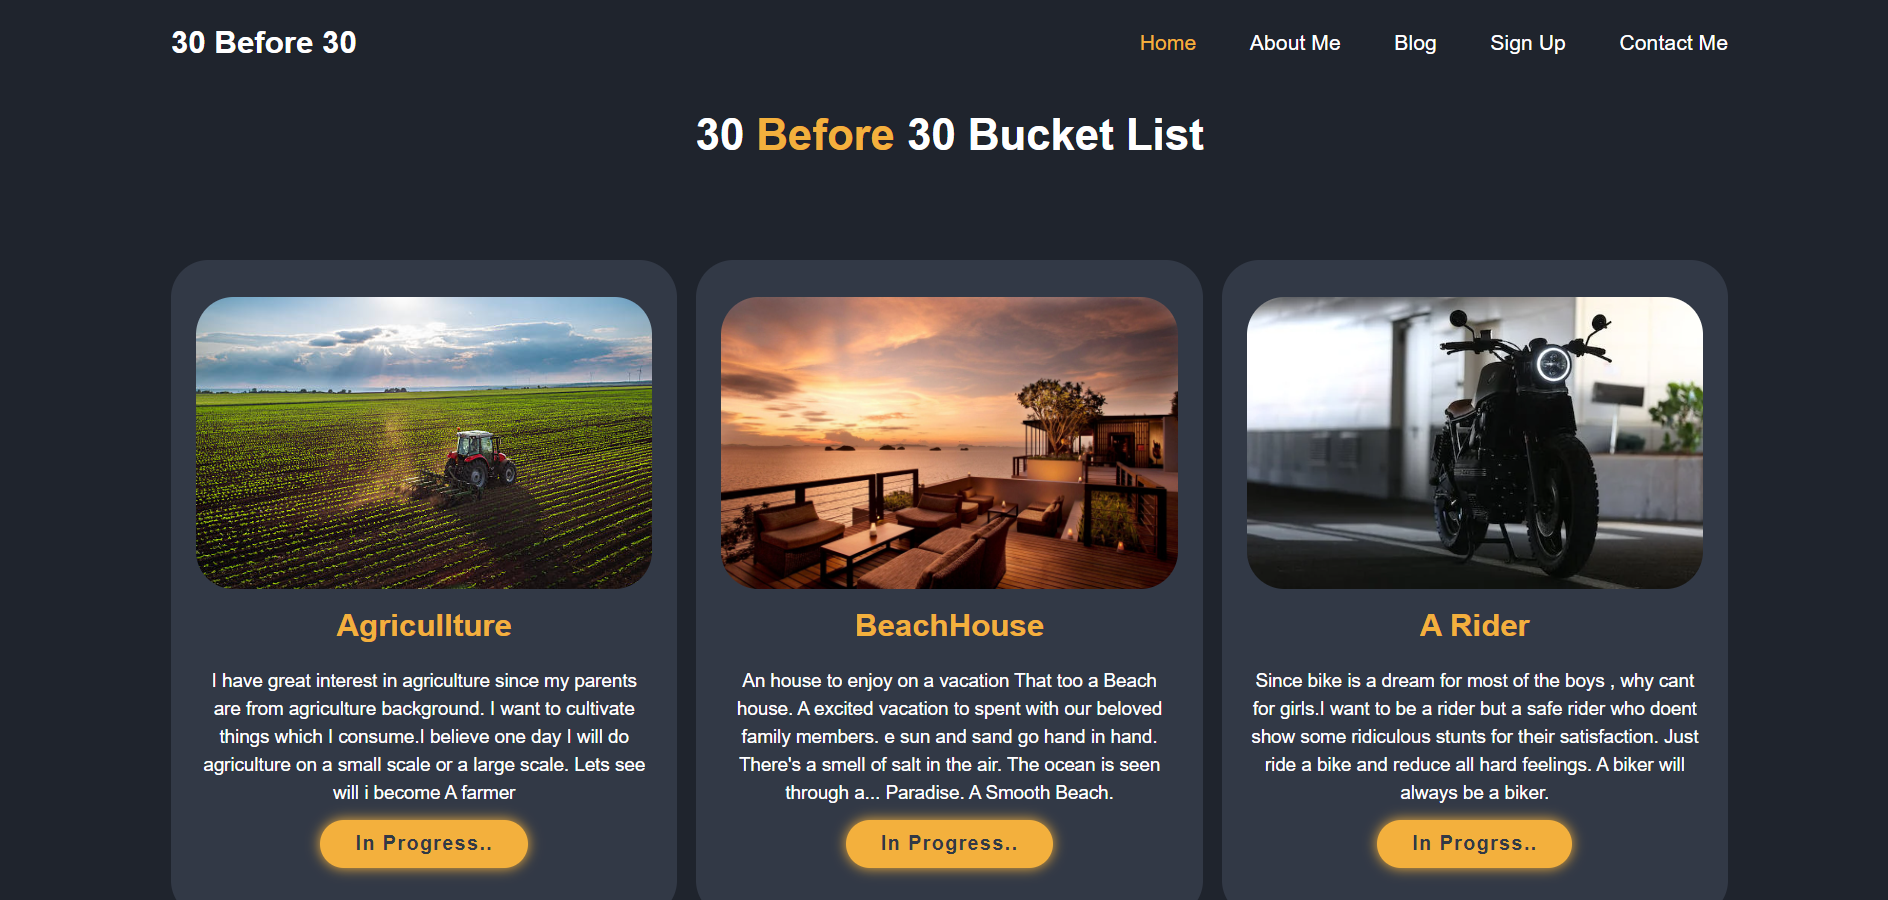 30 Before 30
Home About Me Blog Sign Up Contact Me
30 Before 30 Bucket List
Agricullture
I have great interest in agriculture since my parents
are from agriculture background. I want to cultivate
things which I consume.I believe one day I will do
agriculture on a small scale or a large scale. Lets see
will i become A farmer
In Progress..
BeachHouse
An house to enjoy on a vacation That too a Beach
house. A excited vacation to spent with our beloved
family members. e sun and sand go hand in hand.
There's a smell of salt in the air. The ocean is seen
through a... Paradise. A Smooth Beach.
In Progress..
A Rider
Since bike is a dream for most of the boys , why cant
for girls.I want to be a rider but a safe rider who doent
show some ridiculous stunts for their satisfaction. Just
ride a bike and reduce all hard feelings. A biker will
always be a biker.
In Progrss..